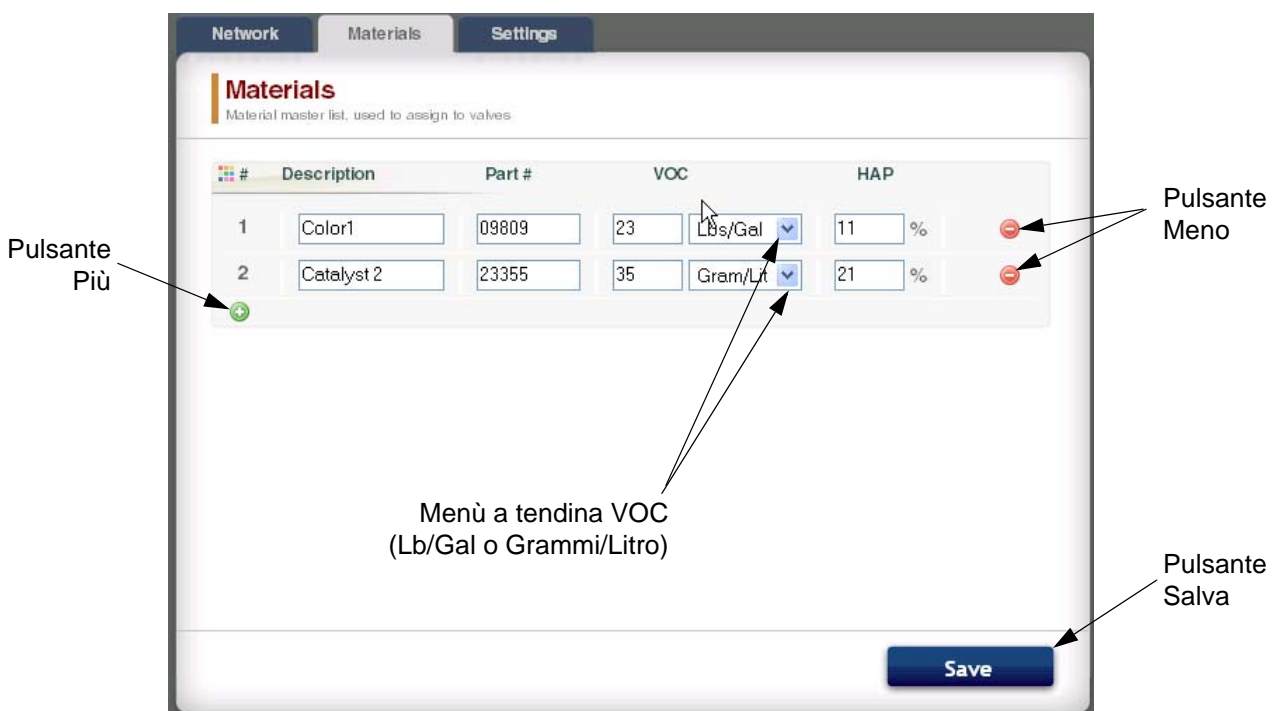 Network Materials Settings
Materials
Material master list, used to assign to valves
# Description Part # VOC HAP
1 Color1 09809 23 Lbs/Gal 11 %
2 Catalyst 2 23355 35 Gram/Lit 21 %
Pulsante
Meno
Pulsante
Più
Menù a tendina VOC
(Lb/Gal o Grammi/Litro)
Pulsante
Salva
Save